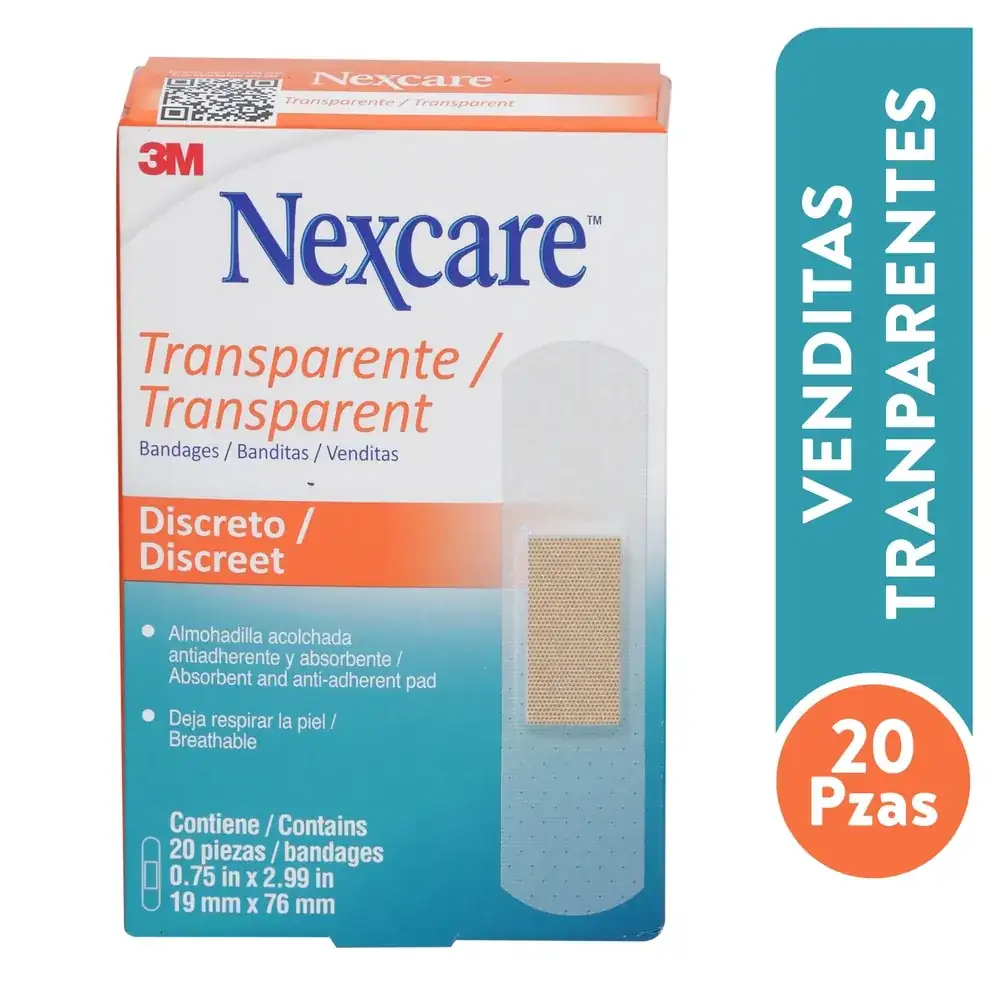 Nexcare
Transparente / Transparent
3M
Nexcare™
Transparente /
Transparent
Bandages / Banditas / Venditas
Discreto /
Discreet
• Almohadilla acolchada
antiadherente y absorbente /
Absorbent and anti-adherent pad
• Deja respirar la piel /
Breathable
Contiene / Contains
20 piezas / bandages
0.75 in x 2.99 in
19 mm x 76 mm
VENDITAS
TRANPARENTES
20
Pzas